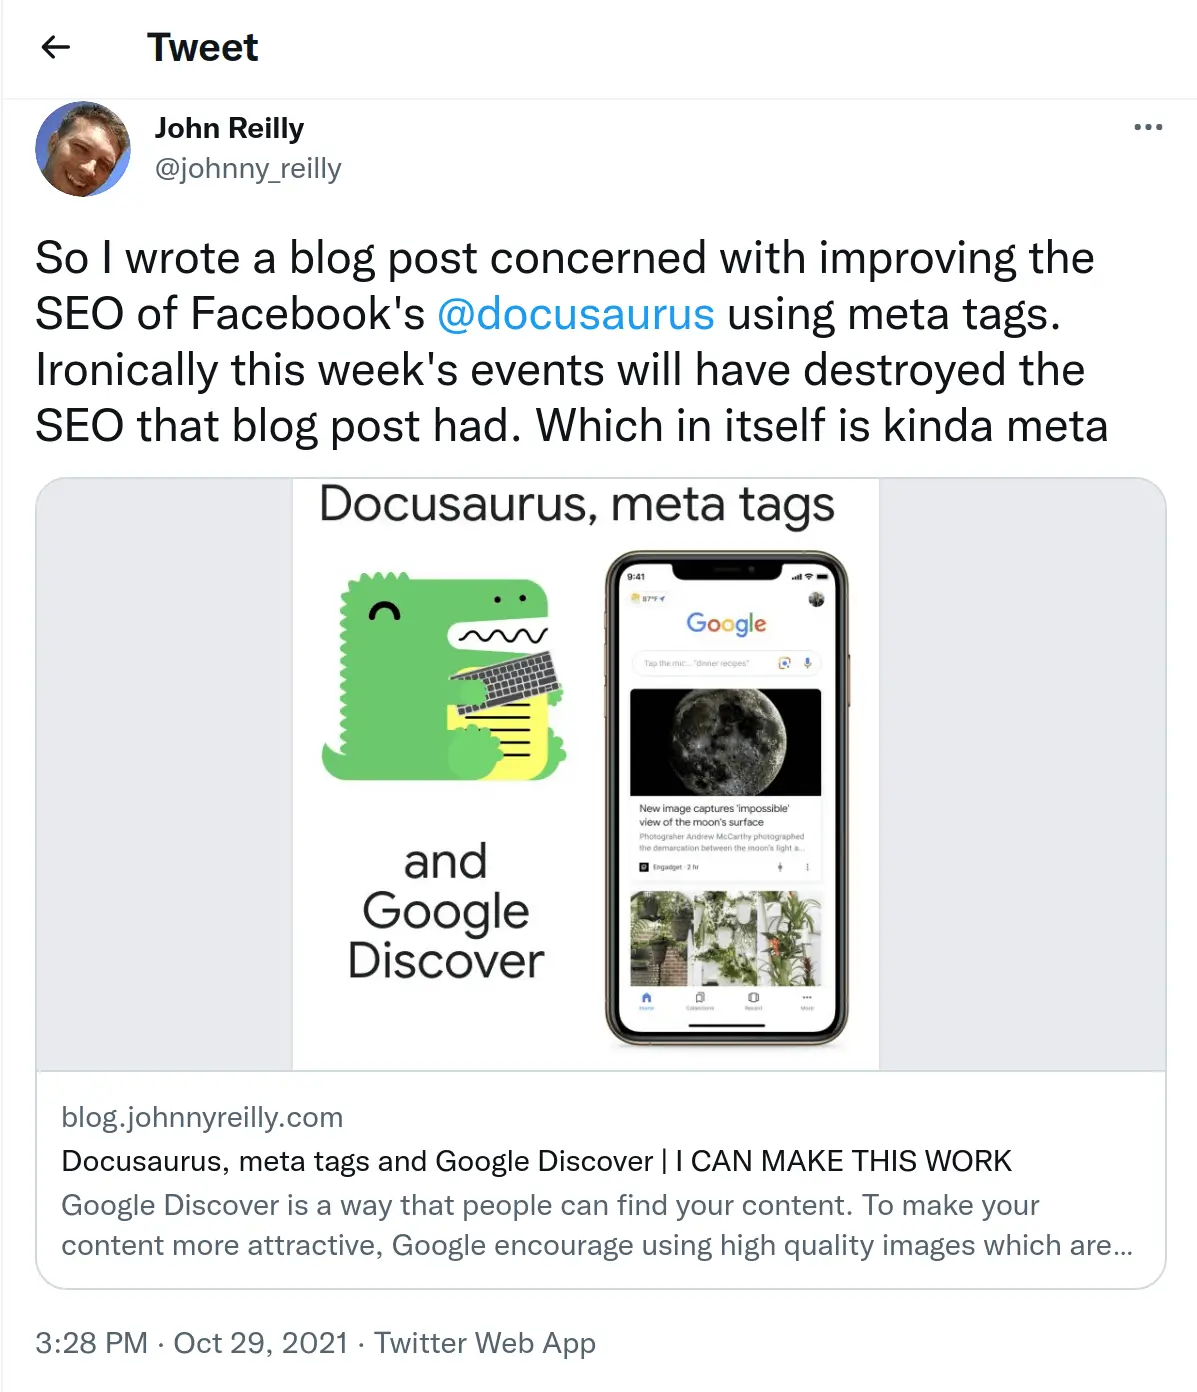 Tweet
John Reilly
@johnny_reilly
So I wrote a blog post concerned with improving the
SEO of Facebook's @docusaurus using meta tags.
Ironically this week's events will have destroyed the
SEO that blog post had. Which in itself is kinda meta
Docusaurus, meta tags
and
Google
Discover
9:41
87°F
Google
Tap the mic... "dinner recipes"
New image captures 'impossible'
view of the moon's surface
Photograher Andrew McCarthy photographed
the demarcation between the moon's light a...
Engadget · 2 hr
Home Collections Recent More
blog.johnnyreilly.com
Docusaurus, meta tags and Google Discover | I CAN MAKE THIS WORK
Google Discover is a way that people can find your content. To make your
content more attractive, Google encourage using high quality images which are...
3:28 PM · Oct 29, 2021 · Twitter Web App